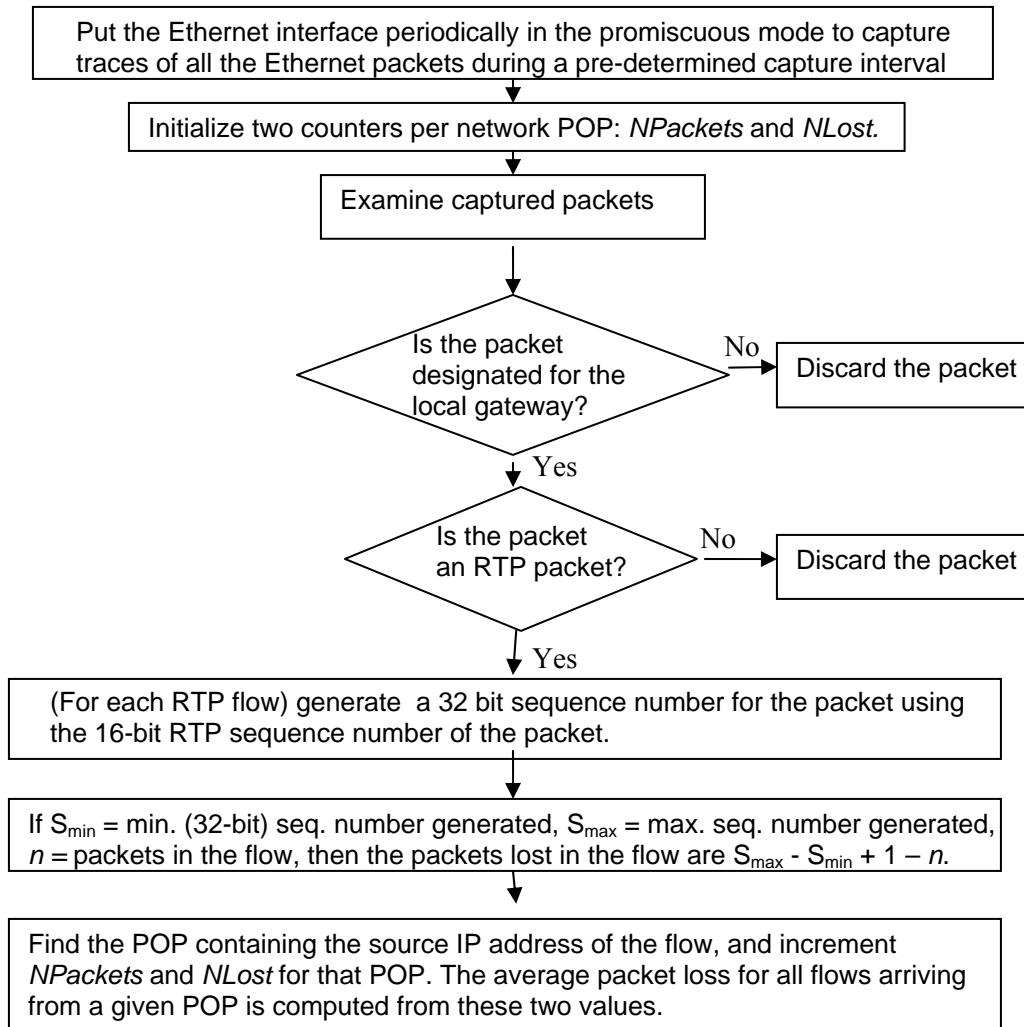 Put the Ethernet interface periodically in the promiscuous mode to capture
traces of all the Ethernet packets during a pre-determined capture interval
Initialize two counters per network POP: NPackets and NLost.
Examine captured packets
Is the packet
designated for the
local gateway?
No
Discard the packet
Yes
Is the packet
an RTP packet?
No
Discard the packet
Yes
(For each RTP flow) generate a 32 bit sequence number for the packet using
the 16-bit RTP sequence number of the packet.
If Smin = min. (32-bit) seq. number generated, Smax = max. seq. number generated,
n = packets in the flow, then the packets lost in the flow are Smax - Smin + 1 – n.
Find the POP containing the source IP address of the flow, and increment
NPackets and NLost for that POP. The average packet loss for all flows arriving
from a given POP is computed from these two values.